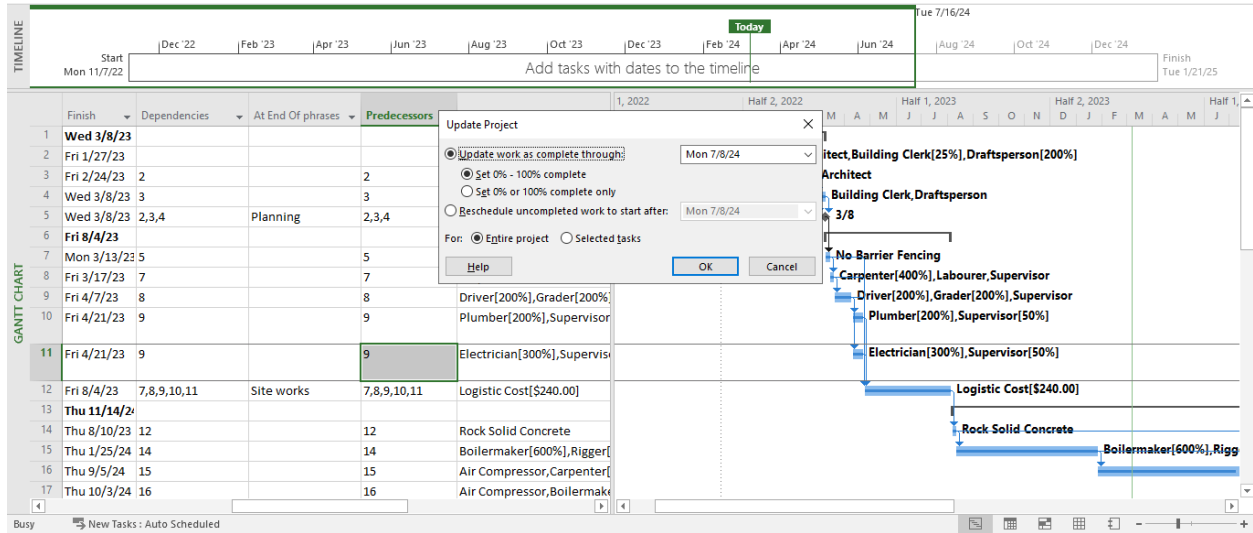 TIMELINE
Tue 7/16/24
Today
Dec '22 Feb '23 Apr '23 Jun '23 Aug '23 Oct '23 Dec '23 Feb '24 Apr '24 Jun '24 Aug '24 Oct '24 Dec '24
Start
Mon 11/7/22
Add tasks with dates to the timeline
Finish
Tue 1/21/25
1, 2022 Half 2, 2022 Half 1, 2023 Half 2, 2023 Half 1,
Finish Dependencies At End Of phrases Predecessors
M A M J J A S O N D J F M A M J
GANTT CHART
1 Wed 3/8/23
2 Fri 1/27/23
3 Fri 2/24/23 2 2
4 Wed 3/8/23 3 3
5 Wed 3/8/23 2,3,4 Planning 2,3,4
6 Fri 8/4/23
7 Mon 3/13/23 5 5
8 Fri 3/17/23 7 7
9 Fri 4/7/23 8 8 Driver[200%],Grader[200%]
10 Fri 4/21/23 9 9 Plumber[200%],Supervisor
11 Fri 4/21/23 9 9 Electrician[300%],Superviso
12 Fri 8/4/23 7,8,9,10,11 Site works 7,8,9,10,11 Logistic Cost[$240.00]
13 Thu 11/14/24
14 Thu 8/10/23 12 12 Rock Solid Concrete
15 Thu 1/25/24 14 14 Boilermaker[600%],Rigger[
16 Thu 9/5/24 15 15 Air Compressor,Carpenter[
17 Thu 10/3/24 16 16 Air Compressor,Boilermake
Update Project
Update work as complete through: Mon 7/8/24
Set 0% - 100% complete
Set 0% or 100% complete only
Reschedule uncompleted work to start after: Mon 7/8/24
For: Entire project Selected tasks
Help OK Cancel
itect,Building Clerk[25%],Draftsperson[200%]
Architect
Building Clerk,Draftsperson
3/8
No Barrier Fencing
Carpenter[400%],Labourer,Supervisor
Driver[200%],Grader[200%],Supervisor
Plumber[200%],Supervisor[50%]
Electrician[300%],Supervisor[50%]
Logistic Cost[$240.00]
Rock Solid Concrete
Boilermaker[600%],Rigg
Busy New Tasks : Auto Scheduled